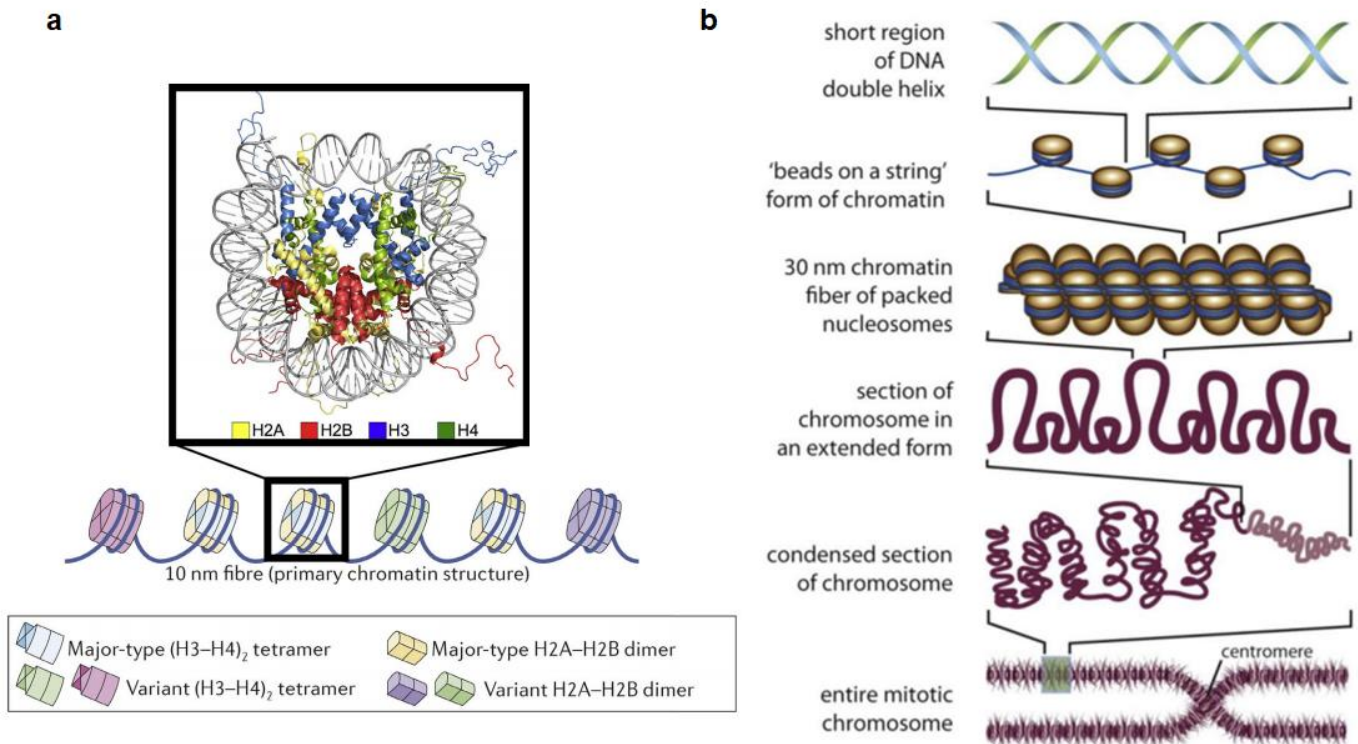 a
H2A H2B H3 H4
10 nm fibre (primary chromatin structure)
Major-type (H3–H4)₂ tetramer
Variant (H3–H4)₂ tetramer
Major-type H2A–H2B dimer
Variant H2A–H2B dimer
b
short region
of DNA
double helix
'beads on a string'
form of chromatin
30 nm chromatin
fiber of packed
nucleosomes
section of
chromosome in
an extended form
condensed section
of chromosome
centromere
entire mitotic
chromosome